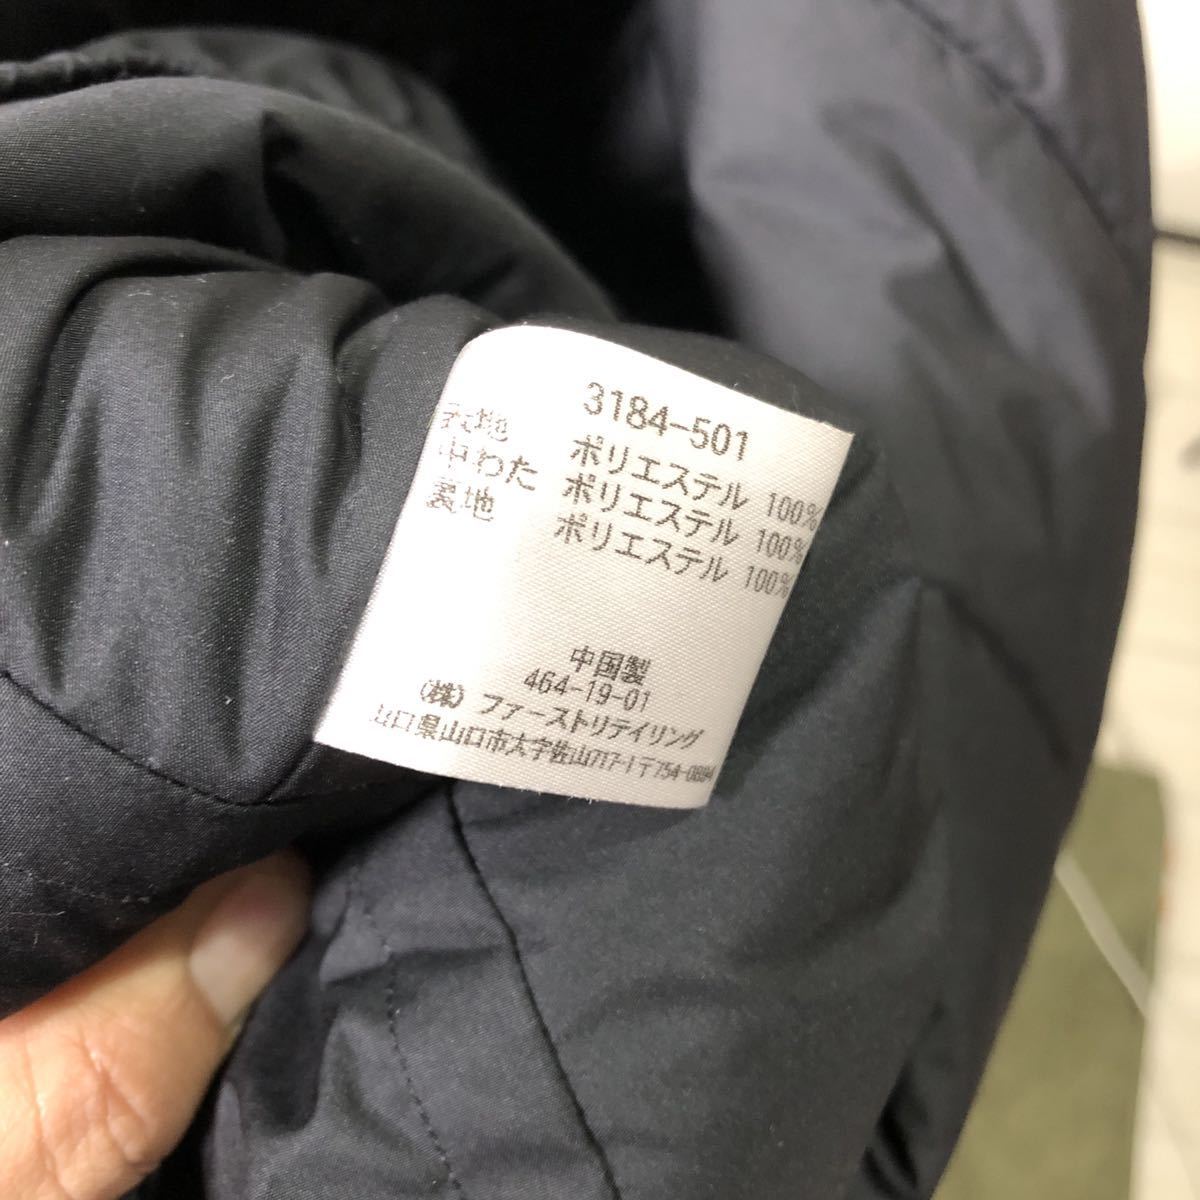 3184-501
表地 ポリエステル 100%
中わた ポリエステル 100%
裏地 ポリエステル 100%
中国製
464-19-01
(株)ファーストリテイリング
山口県山口市大字佐山717-1〒754-0894